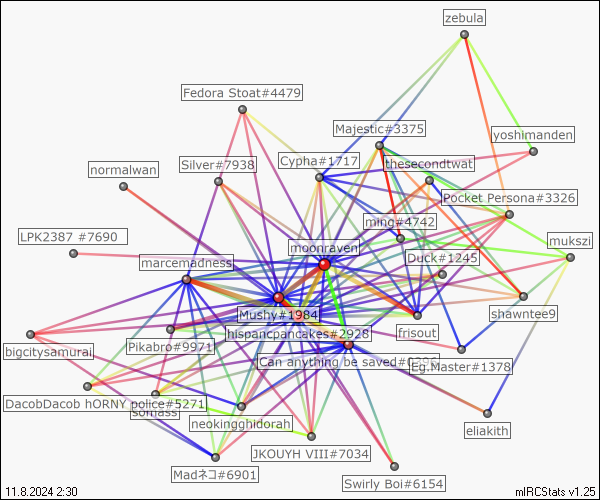 zebula
Fedora Stoat#4479
Majestic#3375
yoshimanden
Cypha#1717
thesecondtwat
Silver#7938
normalwan
Pocket Persona#3326
ming#4742
LPK2387 #7690
mukszi
moonraven
Duck#1245
marcemadness
Mushy#1984
shawntee9
hispancpancakes#2928
frisout
Pikabro#9971
bigcitysamurai
Can anything be saved
Eg.Master#1378
DacobDacob hORNY police#5271
neokingghidorah
eliakith
JKOUYH VIII#7034
Madネコ#6901
Swirly Boi#6154
11.8.2024 2:30
mIRCStats v1.25